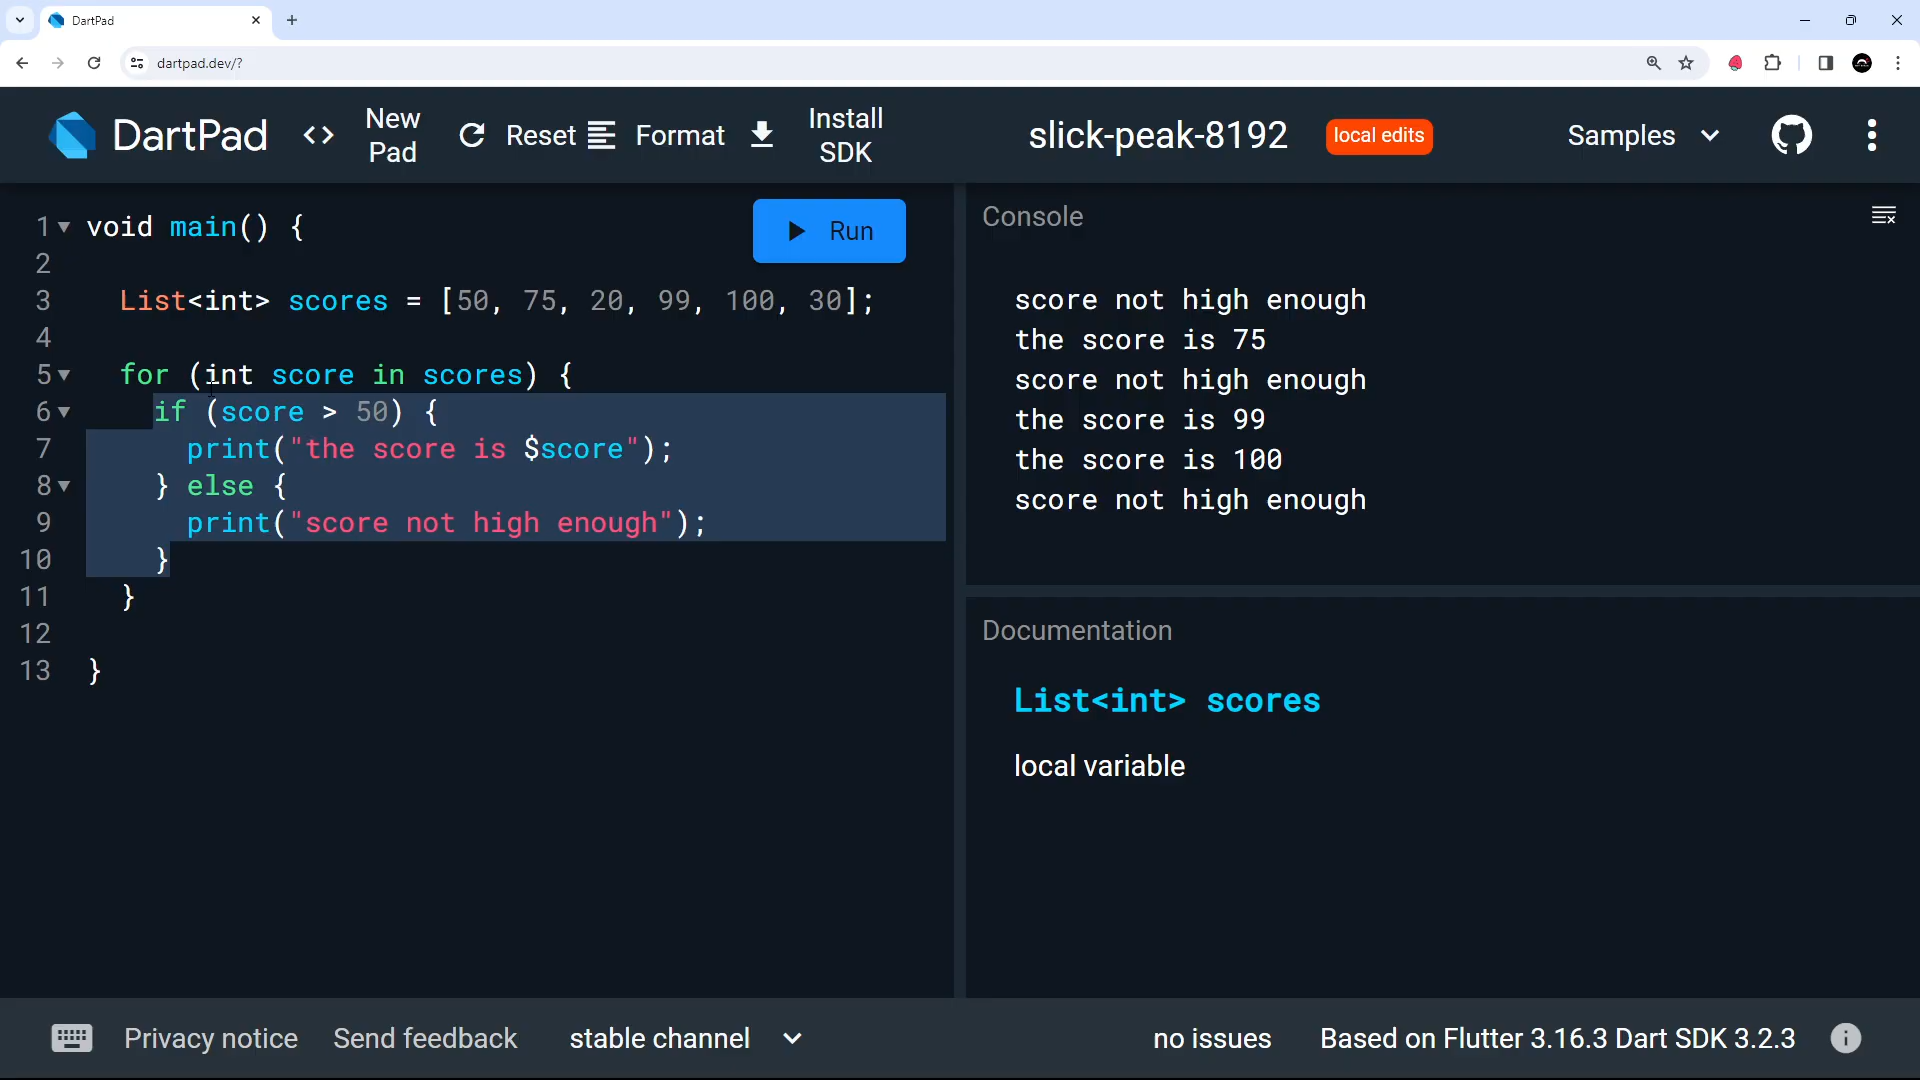 DartPad
dartpad.dev/?
DartPad
<> New Pad
Reset
Format
Install SDK
slick-peak-8192
local edits
Samples
1 void main() {
2
3   List<int> scores = [50, 75, 20, 99, 100, 30];
4
5   for (int score in scores) {
6     if (score > 50) {
7       print("the score is $score");
8     } else {
9       print("score not high enough");
10     }
11   }
12
13 }
Run
Console
score not high enough
the score is 75
score not high enough
the score is 99
the score is 100
score not high enough
Documentation
List<int> scores
local variable
Privacy notice
Send feedback
stable channel
no issues
Based on Flutter 3.16.3 Dart SDK 3.2.3